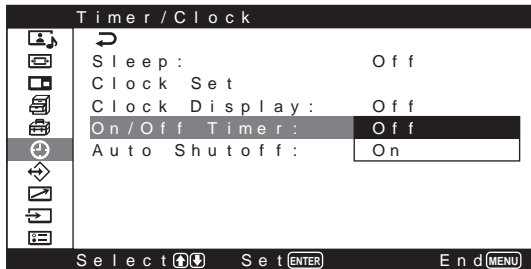 Timer/Clock
Sleep: Off
Clock Set
Clock Display: Off
On/Off Timer: Off
Auto Shutoff: On
Select Set ENTER End MENU